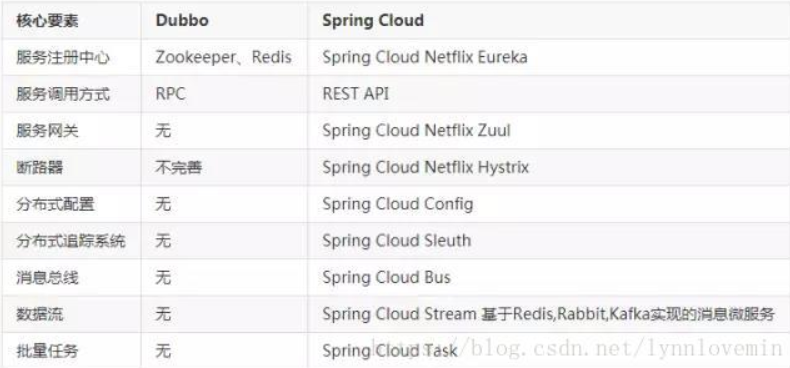 核心要素 Dubbo Spring Cloud
服务注册中心 Zookeeper、Redis Spring Cloud Netflix Eureka
服务调用方式 RPC REST API
服务网关 无 Spring Cloud Netflix Zuul
断路器 不完善 Spring Cloud Netflix Hystrix
分布式配置 无 Spring Cloud Config
分布式追踪系统 无 Spring Cloud Sleuth
消息总线 无 Spring Cloud Bus
数据流 无 Spring Cloud Stream 基于Redis,Rabbit,Kafka实现的消息微服务
批量任务 无 Spring Cloud Task
https://blog.csdn.net/lynnlovemin